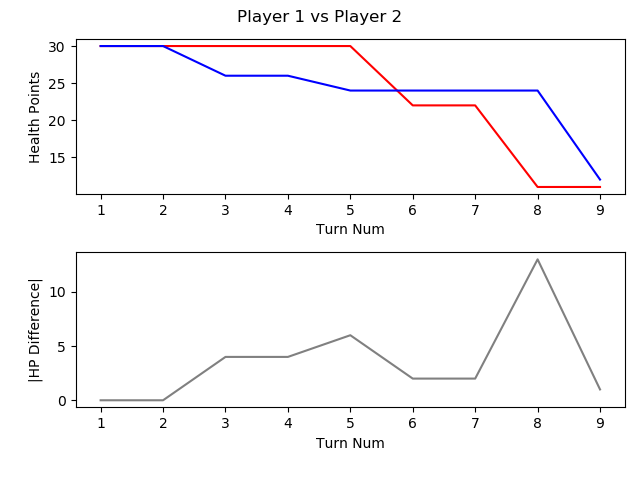 Player 1 vs Player 2
30
25
20
15
Health Points
1 2 3 4 5 6 7 8 9
Turn Num
10
5
0
|HP Difference|
1 2 3 4 5 6 7 8 9
Turn Num